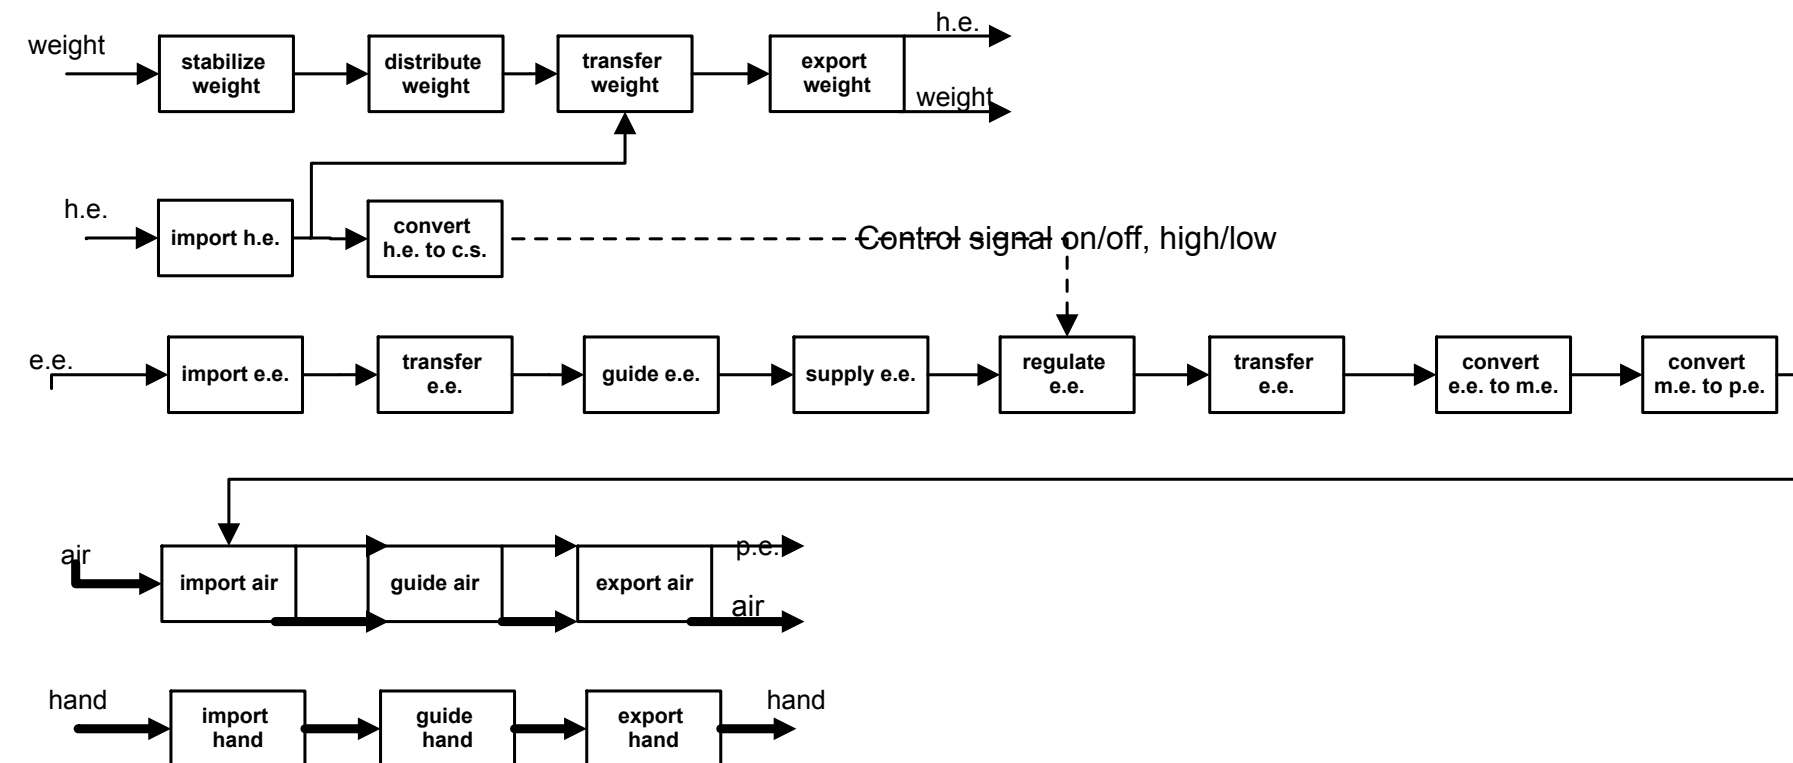 h.e.
weight
stabilize
weight
distribute
weight
transfer
weight
export
weight
weight
h.e.
import h.e.
convert
h.e. to c.s.
Control signal on/off, high/low
e.e.
import e.e.
transfer
e.e.
guide e.e.
supply e.e.
regulate
e.e.
transfer
e.e.
convert
e.e. to m.e.
convert
m.e. to p.e.
air
import air
guide air
export air
p.e.
air
hand
import
hand
guide
hand
export
hand
hand